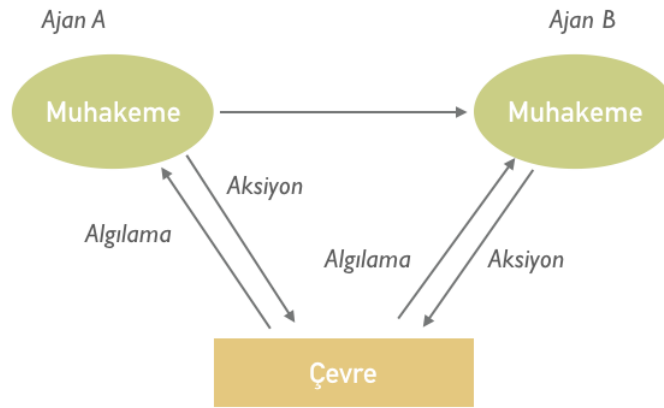 Ajan A
Ajan B
Muhakeme
Muhakeme
Aksiyon
Algılama
Algılama
Aksiyon
Çevre